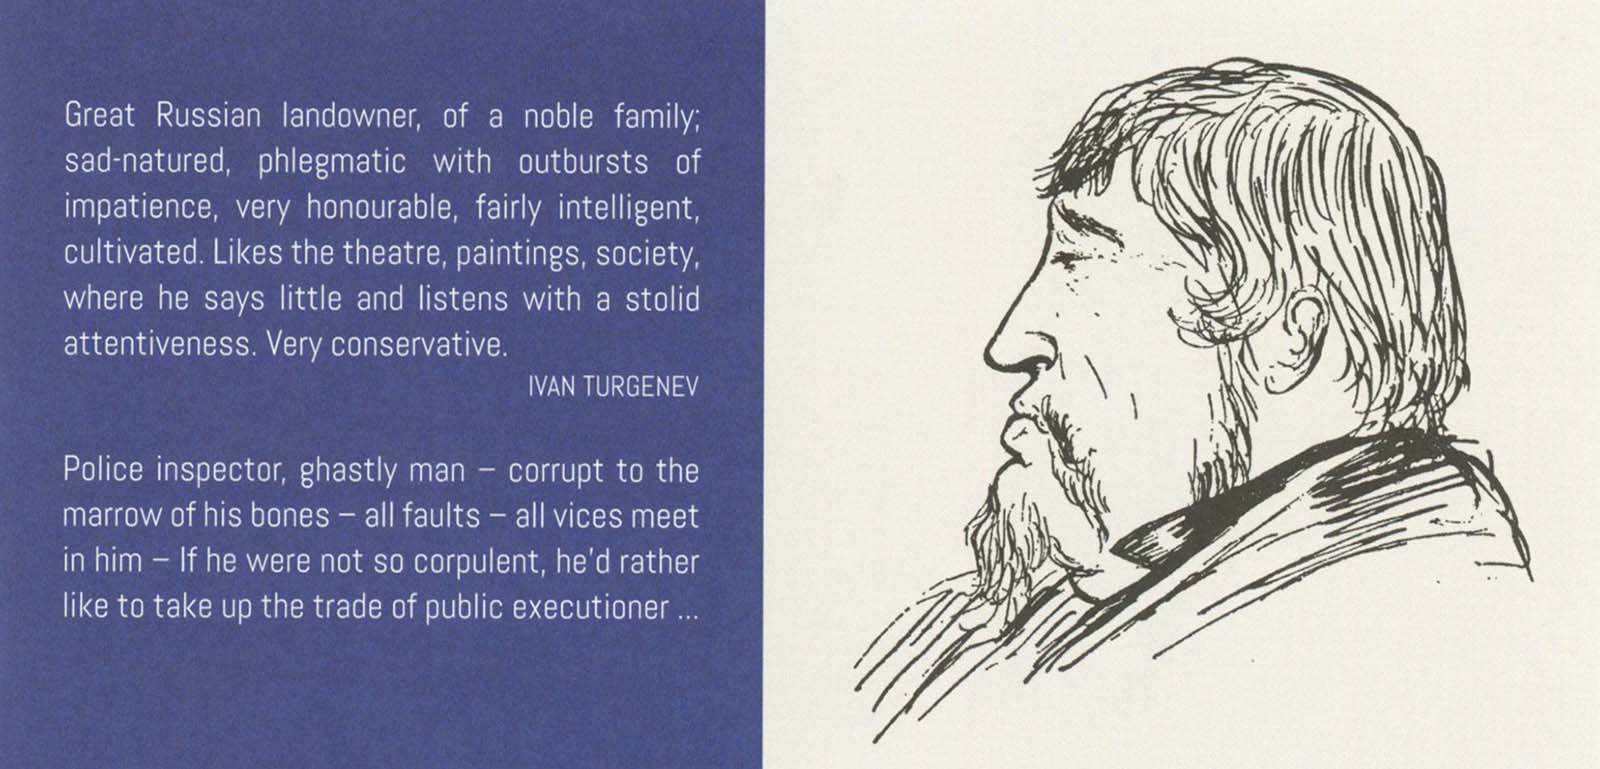 Great Russian landowner, of a noble family;
sad-natured, phlegmatic with outbursts of
impatience, very honourable, fairly intelligent,
cultivated. Likes the theatre, paintings, society,
where he says little and listens with a stolid
attentiveness. Very conservative.
IVAN TURGENEV
Police inspector, ghastly man – corrupt to the
marrow of his bones – all faults – all vices meet
in him – If he were not so corpulent, he'd rather
like to take up the trade of public executioner ...